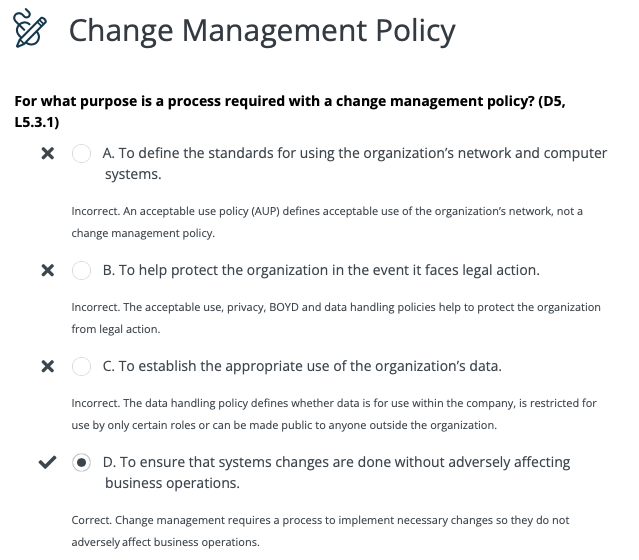 Change Management Policy
For what purpose is a process required with a change management policy? (D5,
L5.3.1)
A. To define the standards for using the organization’s network and computer
systems.
Incorrect. An acceptable use policy (AUP) defines acceptable use of the organization's network, not a
change management policy.
B. To help protect the organization in the event it faces legal action.
Incorrect. The acceptable use, privacy, BOYD and data handling policies help to protect the organization
from legal action.
C. To establish the appropriate use of the organization’s data.
Incorrect. The data handling policy defines whether data is for use within the company, is restricted for
use by only certain roles or can be made public to anyone outside the organization.
D. To ensure that systems changes are done without adversely affecting
business operations.
Correct. Change management requires a process to implement necessary changes so they do not
adversely affect business operations.